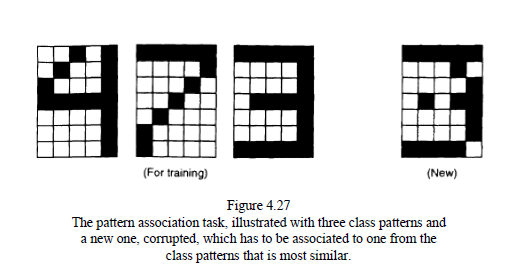 (For training)
(New)
Figure 4.27
The pattern association task, illustrated with three class patterns and
a new one, corrupted, which has to be associated to one from the
class patterns that is most similar.